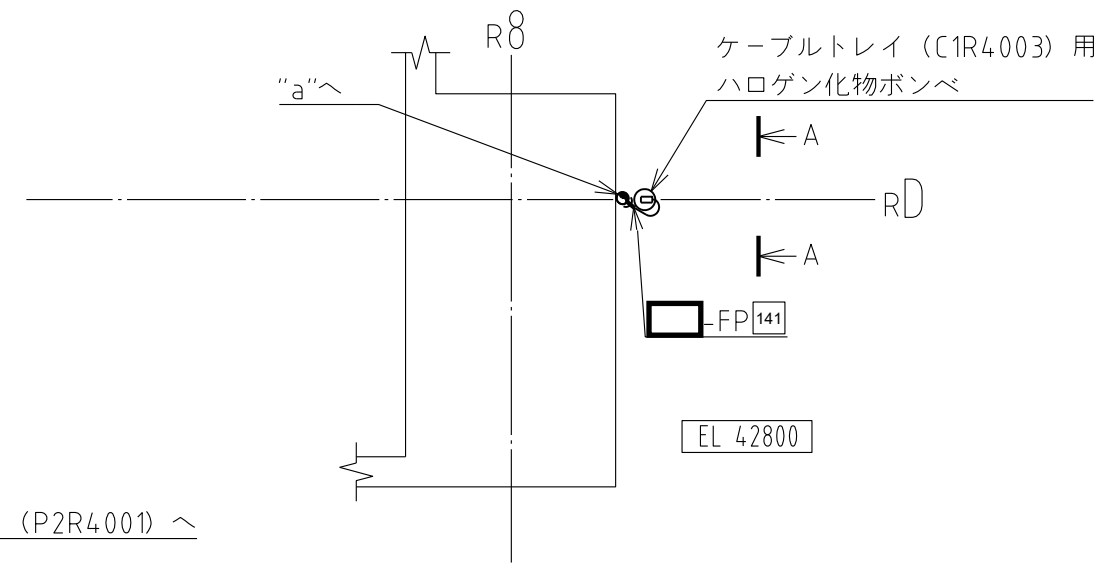 R8
ケーブルトレイ (C1R4003) 用
ハロゲン化物ボンベ
"a"へ
A
RD
A
-FP 141
EL 42800
(P2R4001) へ